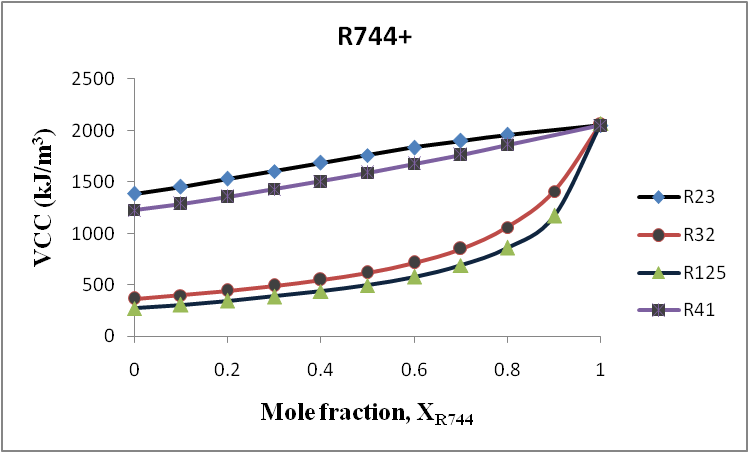 R744+
2500
2000
1500
1000
500
0
VCC (kJ/m³)
0 0.2 0.4 0.6 0.8 1
Mole fraction, X_R744
R23
R32
R125
R41